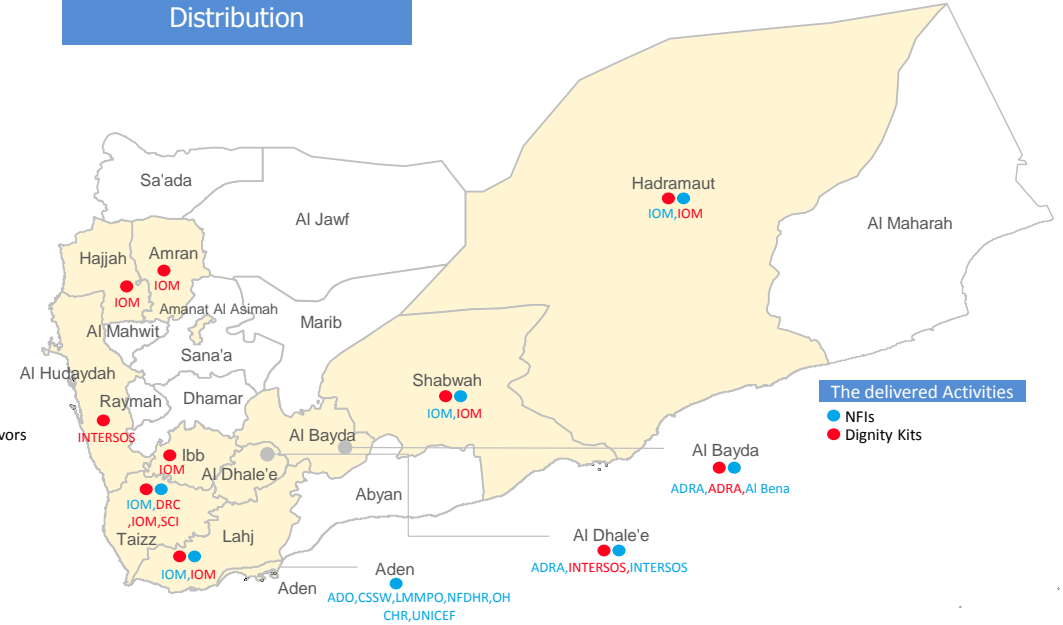 Distribution
Sa'ada
Al Jawf
Hadramaut
IOM,IOM
Al Maharah
Hajjah
IOM
Amran
IOM
Amanat Al Asimah
Marib
Al Mahwit
Sana'a
Al Hudaydah
Raymah
Dhamar
INTERSOS
Shabwah
IOM,IOM
The delivered Activities
NFIs
Dignity Kits
vors
Al Bayda
Ibb
IOM
Al Dhale'e
Al Bayda
ADRA,ADRA,Al Bena
Abyan
IOM,DRC
,IOM,SCI
Taizz
Lahj
IOM,IOM
Al Dhale'e
ADRA,INTERSOS,INTERSOS
Aden
Aden
ADO,CSSW,LMMPO,NFDHR,OH
CHR,UNICEF